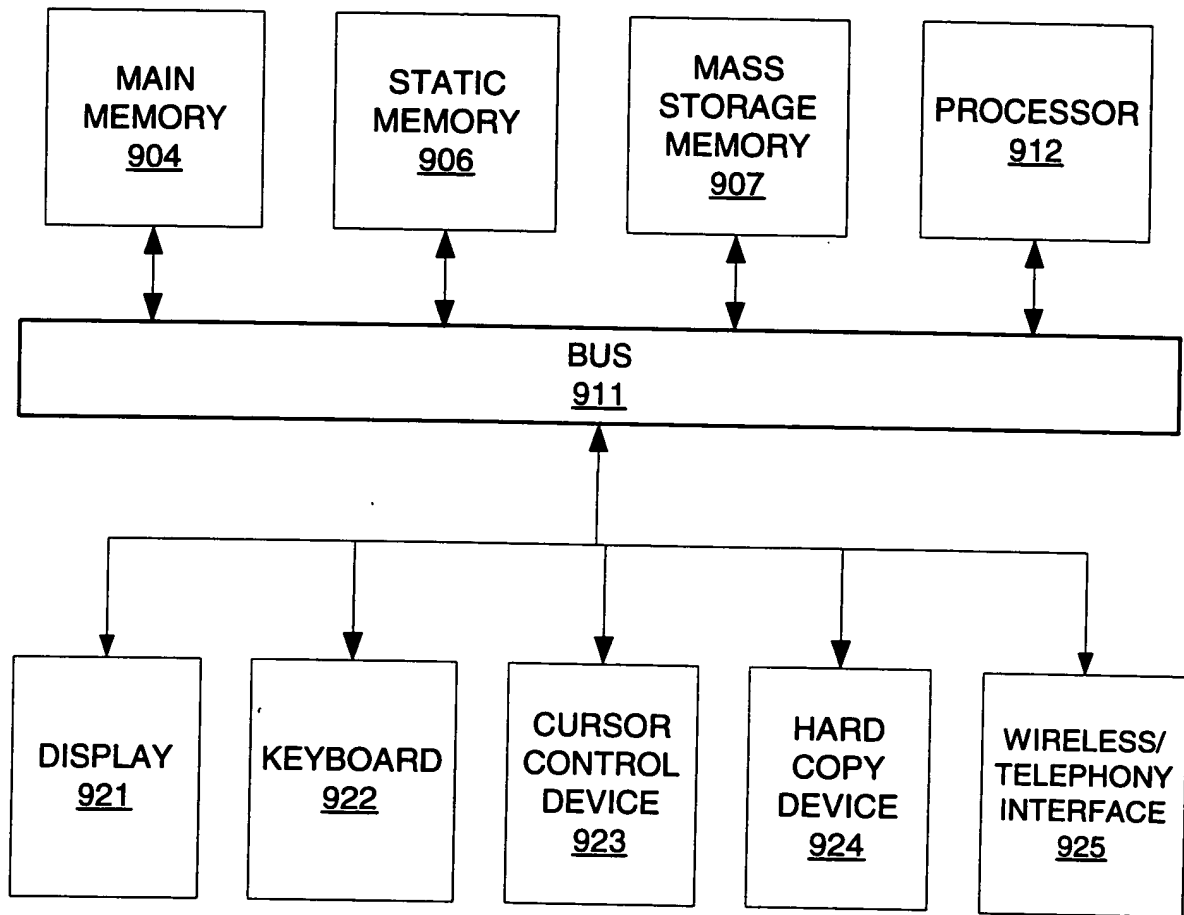 MAIN
MEMORY
904
STATIC
MEMORY
906
MASS
STORAGE
MEMORY
907
PROCESSOR
912
BUS
911
DISPLAY
921
KEYBOARD
922
CURSOR
CONTROL
DEVICE
923
HARD
COPY
DEVICE
924
WIRELESS/
TELEPHONY
INTERFACE
925